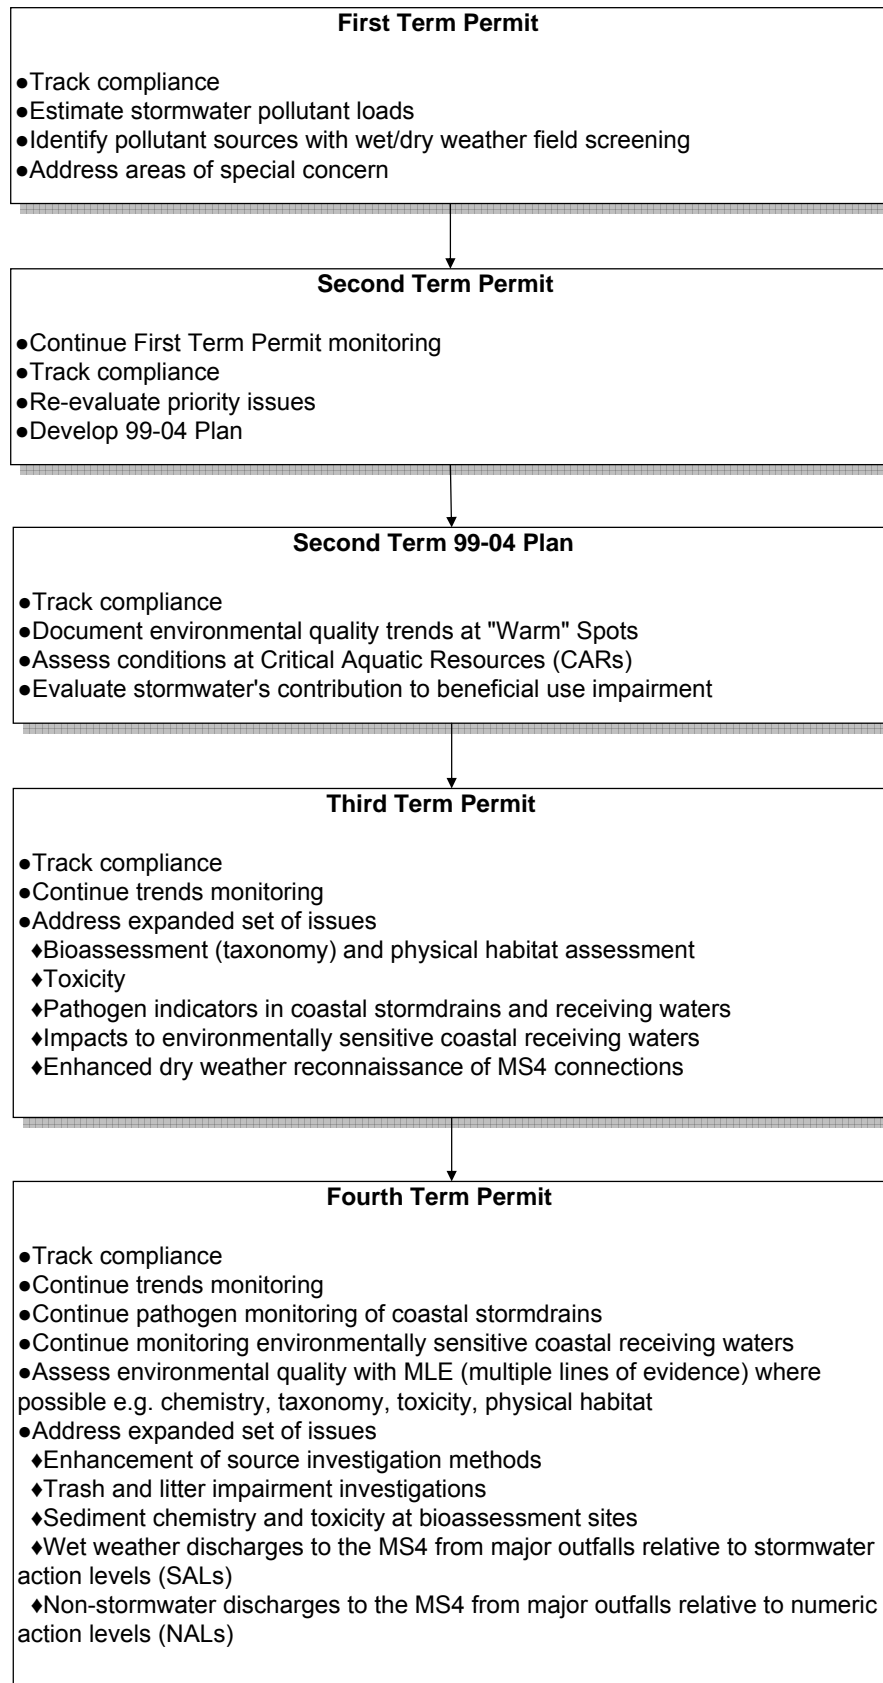 First Term Permit
●Track compliance
●Estimate stormwater pollutant loads
●Identify pollutant sources with wet/dry weather field screening
●Address areas of special concern
Second Term Permit
●Continue First Term Permit monitoring
●Track compliance
●Re-evaluate priority issues
●Develop 99-04 Plan
Second Term 99-04 Plan
●Track compliance
●Document environmental quality trends at "Warm" Spots
●Assess conditions at Critical Aquatic Resources (CARs)
●Evaluate stormwater's contribution to beneficial use impairment
Third Term Permit
●Track compliance
●Continue trends monitoring
●Address expanded set of issues
♦Bioassessment (taxonomy) and physical habitat assessment
♦Toxicity
♦Pathogen indicators in coastal stormdrains and receiving waters
♦Impacts to environmentally sensitive coastal receiving waters
♦Enhanced dry weather reconnaissance of MS4 connections
Fourth Term Permit
●Track compliance
●Continue trends monitoring
●Continue pathogen monitoring of coastal stormdrains
●Continue monitoring environmentally sensitive coastal receiving waters
●Assess environmental quality with MLE (multiple lines of evidence) where
possible e.g. chemistry, taxonomy, toxicity, physical habitat
●Address expanded set of issues
♦Enhancement of source investigation methods
♦Trash and litter impairment investigations
♦Sediment chemistry and toxicity at bioassessment sites
♦Wet weather discharges to the MS4 from major outfalls relative to stormwater
action levels (SALs)
♦Non-stormwater discharges to the MS4 from major outfalls relative to numeric
action levels (NALs)